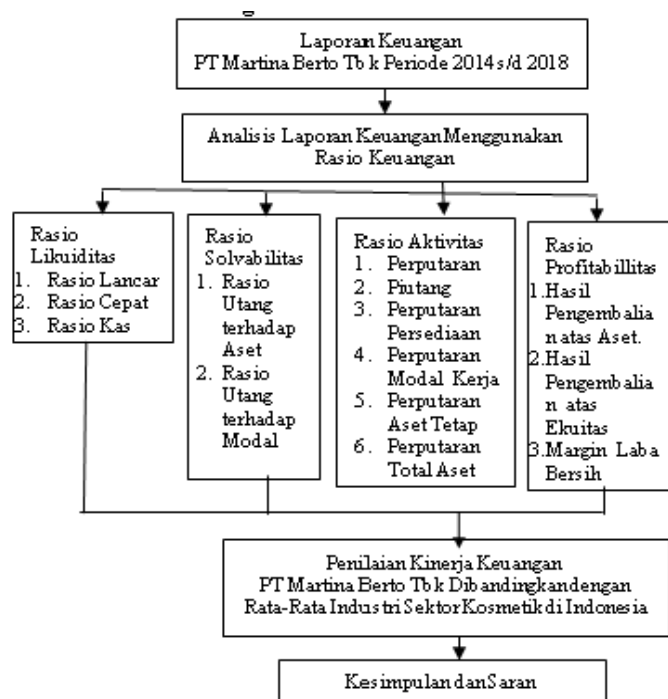 Laporan Keuangan
PT Martina Berto Tbk Periode 2014 s/d 2018
Analisis Laporan Keuangan Menggunakan
Rasio Keuangan
Rasio
Likuiditas
1. Rasio Lancar
2. Rasio Cepat
3. Rasio Kas
Rasio
Solvabilitas
1. Rasio
Utang
terhadap
Aset
2. Rasio
Utang
terhadap
Modal
Rasio Aktivitas
1. Perputaran
2. Piutang
3. Perputaran
Persediaan
4. Perputaran
Modal Kerja
5. Perputaran
Aset Tetap
6. Perputaran
Total Aset
Rasio
Profitabillitas
1.Hasil
Pengembalia
n atas Aset.
2.Hasil
Pengembalia
n atas
Ekuitas
3.Margin Laba
Bersih
Penilaian Kinerja Keuangan
PT Martina Berto Tbk Dibandingkan dengan
Rata-Rata Industri Sektor Kosmetik di Indonesia
Kesimpulan dan Saran